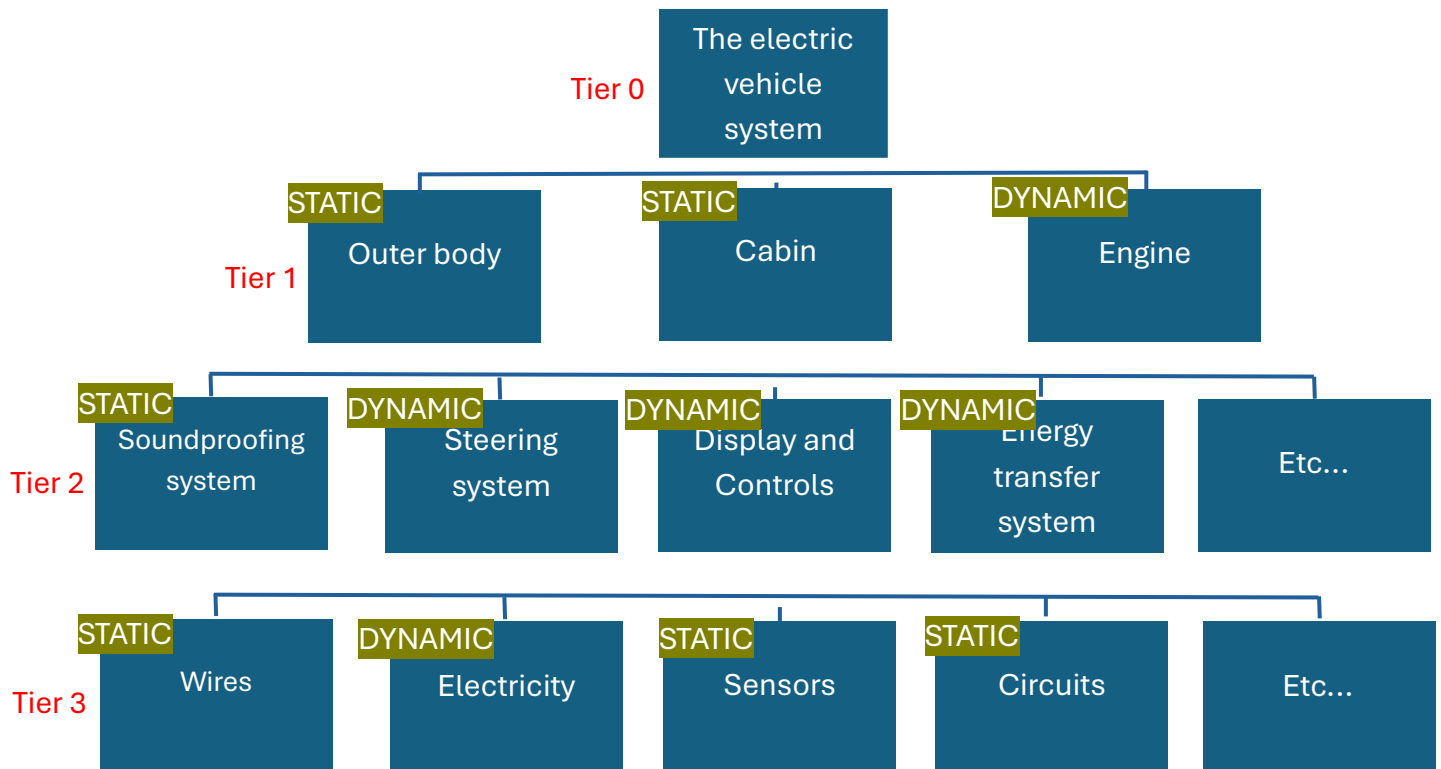 The electric
vehicle
system
Tier 0
STATIC
STATIC
DYNAMIC
Outer body
Cabin
Engine
Tier 1
STATIC
DYNAMIC
DYNAMIC
DYNAMIC
Soundproofing
system
Steering
system
Display and
Controls
Energy
transfer
system
Etc...
Tier 2
STATIC
DYNAMIC
STATIC
STATIC
Wires
Electricity
Sensors
Circuits
Etc...
Tier 3